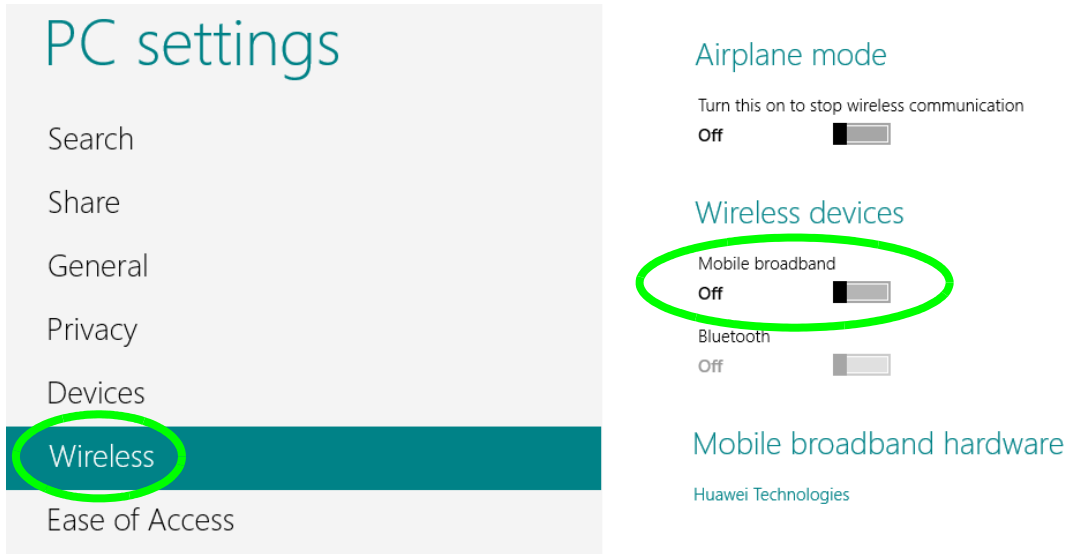 PC settings
Search
Share
General
Privacy
Devices
Wireless
Ease of Access
Airplane mode
Turn this on to stop wireless communication
Off
Wireless devices
Mobile broadband
Off
Bluetooth
Off
Mobile broadband hardware
Huawei Technologies